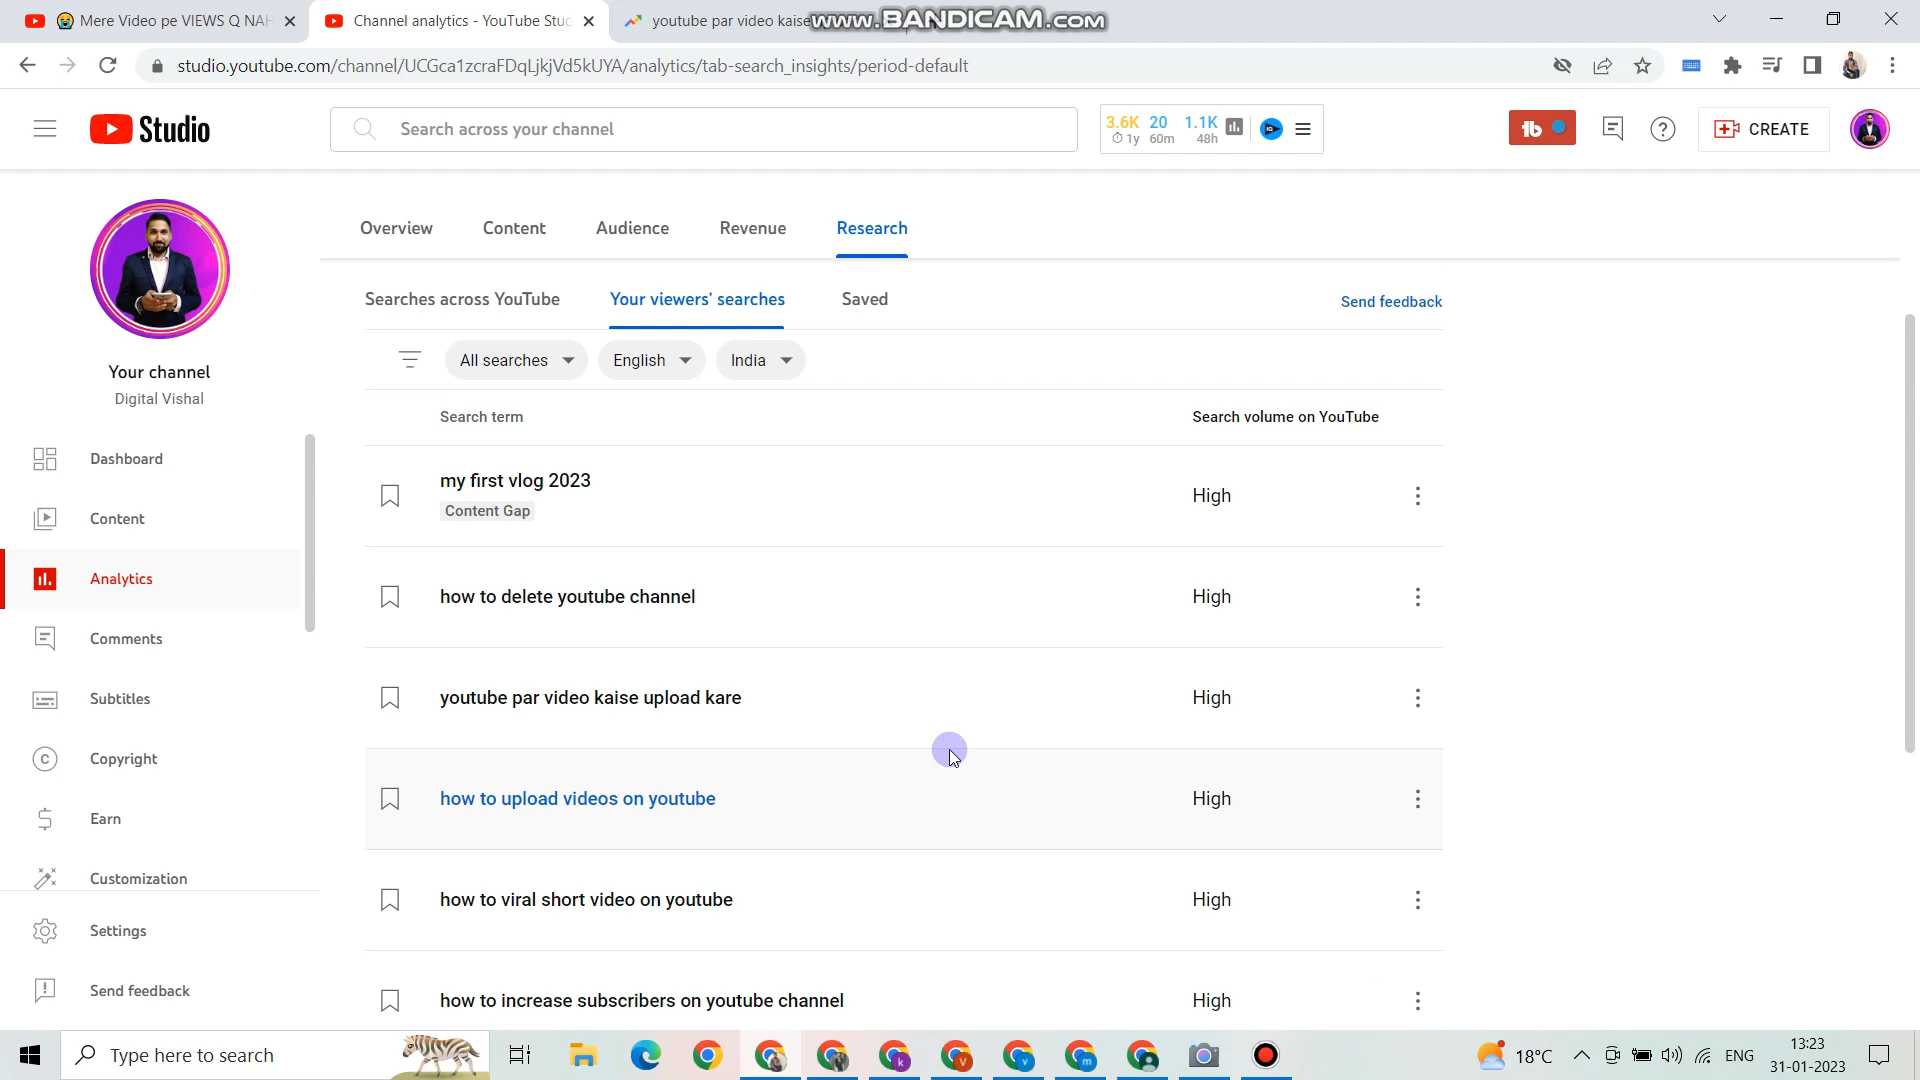 Mere Video pe VIEWS Q NAH
Channel analytics - YouTube Stud
youtube par video kaise
www.BANDICAM.com
studio.youtube.com/channel/UCGca1zcraFDqLjkjVd5kUYA/analytics/tab-search_insights/period-default
Studio
Search across your channel
3.6K 20 1.1K
1y 60m 48h
CREATE
Overview Content Audience Revenue Research
Searches across YouTube Your viewers' searches Saved Send feedback
All searches English India
Your channel
Digital Vishal
Search term Search volume on YouTube
Dashboard
my first vlog 2023
Content Gap
High
Content
Analytics
how to delete youtube channel High
Comments
Subtitles
youtube par video kaise upload kare High
Copyright
how to upload videos on youtube High
Earn
Customization
how to viral short video on youtube High
Settings
Send feedback
how to increase subscribers on youtube channel High
Type here to search
18°C ENG
13:23
31-01-2023